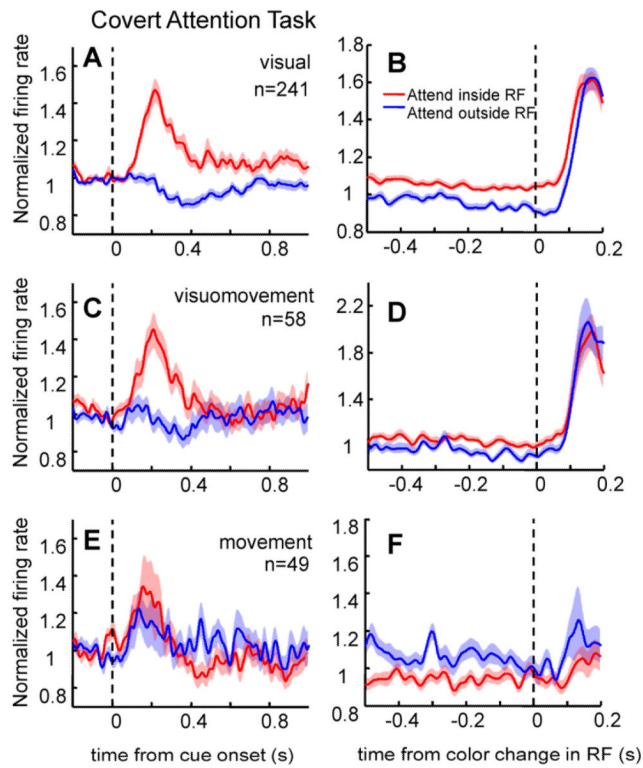 Covert Attention Task
A
visual
n=241
Normalized firing rate
1.6
1.4
1.2
1
0.8
0
0.4
0.8
B
Attend inside RF
Attend outside RF
1.8
1.6
1.4
1.2
1
0.8
-0.4
-0.2
0
0.2
C
visuomovement
n=58
Normalized firing rate
1.6
1.4
1.2
1
0.8
0
0.4
0.8
D
2.2
1.8
1.4
1
-0.4
-0.2
0
0.2
E
movement
n=49
Normalized firing rate
1.6
1.4
1.2
1
0.8
0
0.4
0.8
time from cue onset (s)
F
1.8
1.6
1.4
1.2
1
0.8
-0.4
-0.2
0
0.2
time from color change in RF (s)